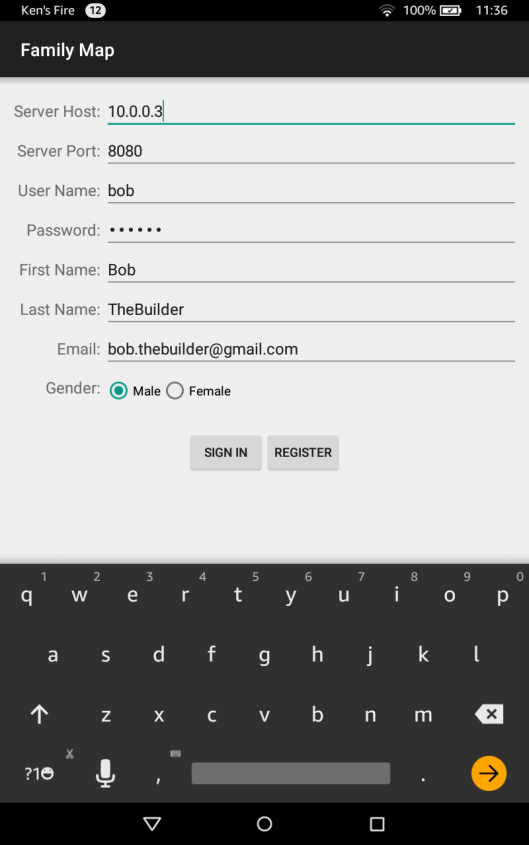 Ken's Fire 12 100% 11:36
Family Map
Server Host: 10.0.0.3
Server Port: 8080
User Name: bob
Password: ••••••
First Name: Bob
Last Name: TheBuilder
Email: bob.thebuilder@gmail.com
Gender: Male Female
SIGN IN REGISTER
1 2 3 4 5 6 7 8 9 0
q w e r t y u i o p
a s d f g h j k l
z x c v b n m
?1 , .